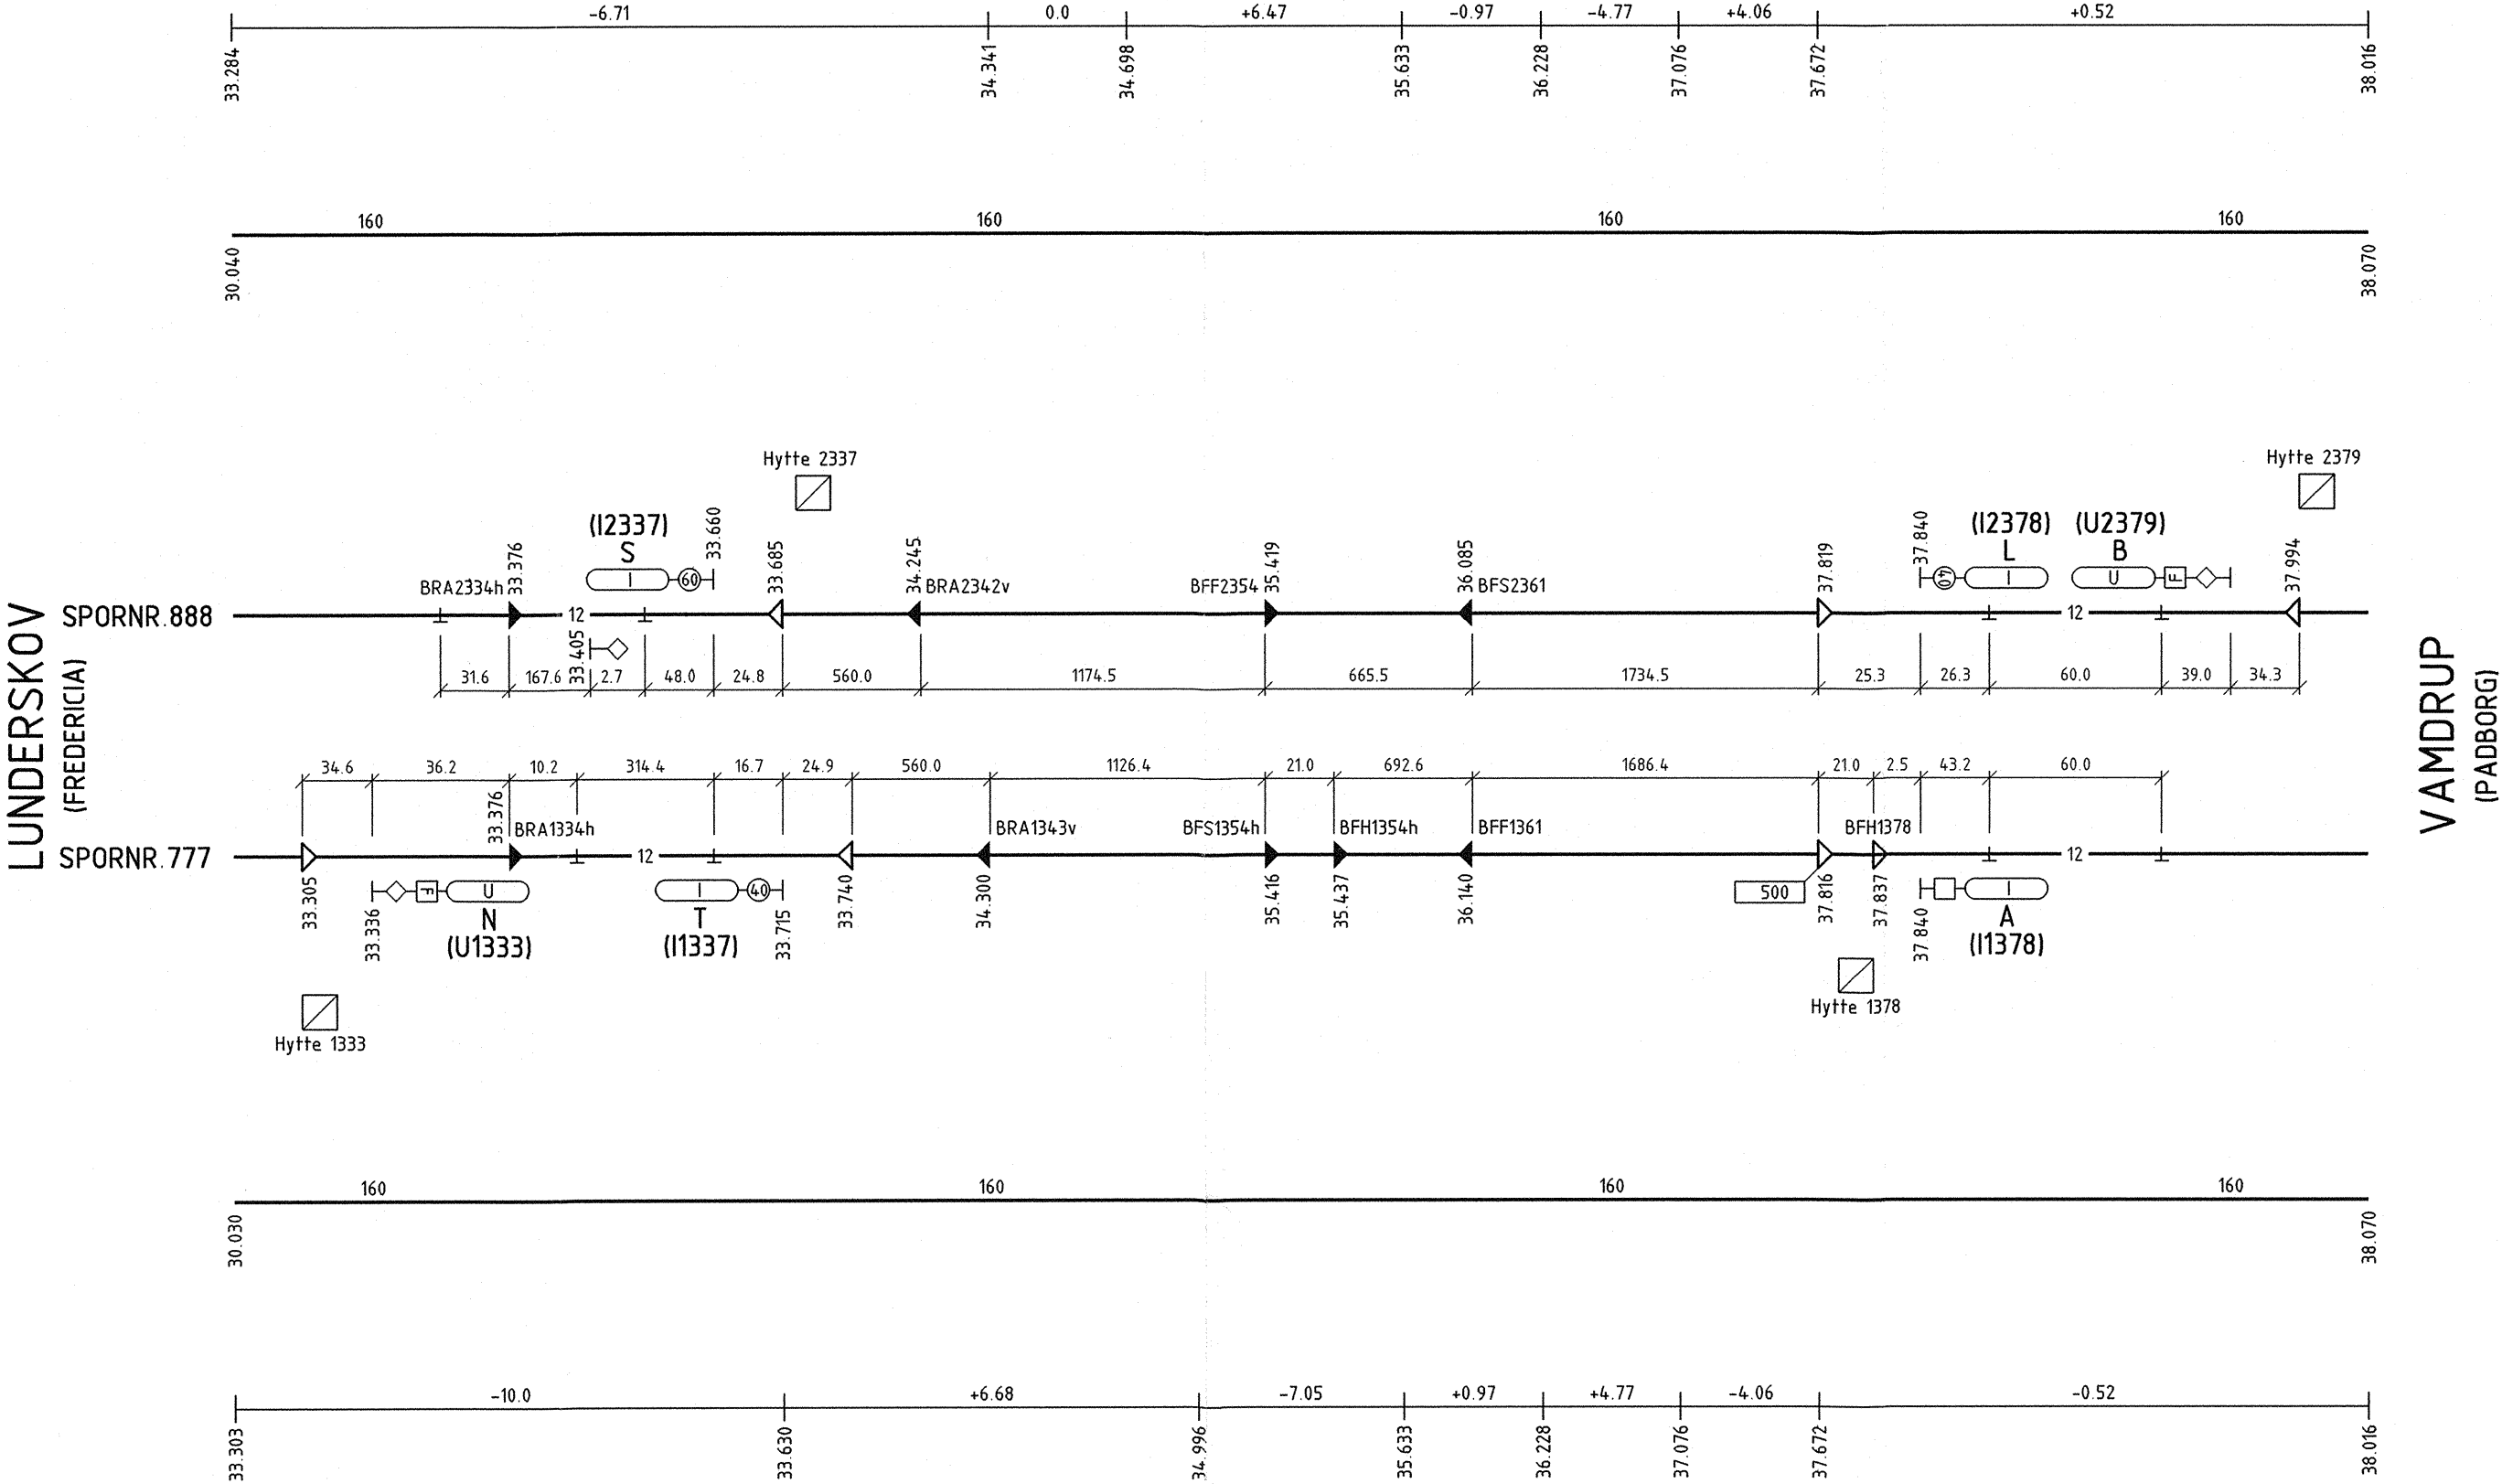 -6.71 0.0 +6.47 -0.97 -4.77 +4.06 +0.52
33.284 34.341 34.698 35.633 36.228 37.076 37.672 38.016
160 160 160 160
30.040 38.070
Hytte 2337 Hytte 2379
(I2337) (I2378) (U2379)
S L B
33.660 37.840
I 60 40 I U F
BRA2334h 33.376 33.685 34.245 BRA2342v BFF2354 35.419 36.085 BFS2361 37.819 37.994
LUNDERSKOV
(FREDERICIA)
SPORNR.888 12 12
33.405
31.6 167.6 2.7 48.0 24.8 560.0 1174.5 665.5 1734.5 25.3 26.3 60.0 39.0 34.3
VAMDRUP
(PADBORG)
34.6 36.2 10.2 314.4 16.7 24.9 560.0 1126.4 21.0 692.6 1686.4 21.0 2.5 43.2 60.0
33.376 BRA1334h BRA1343v BFS1354h BFH1354h BFF1361 BFH1378
SPORNR.777 12 12
F U I 40 500 I
33.305 33.336 33.715 33.740 34.300 35.416 35.437 36.140 37.816 37.837 37.840
N T A
(U1333) (I1337) (I1378)
Hytte 1378
Hytte 1333
160 160 160 160
30.030 38.070
-10.0 +6.68 -7.05 +0.97 +4.77 -4.06 -0.52
33.303 33.630 34.996 35.633 36.228 37.076 37.672 38.016